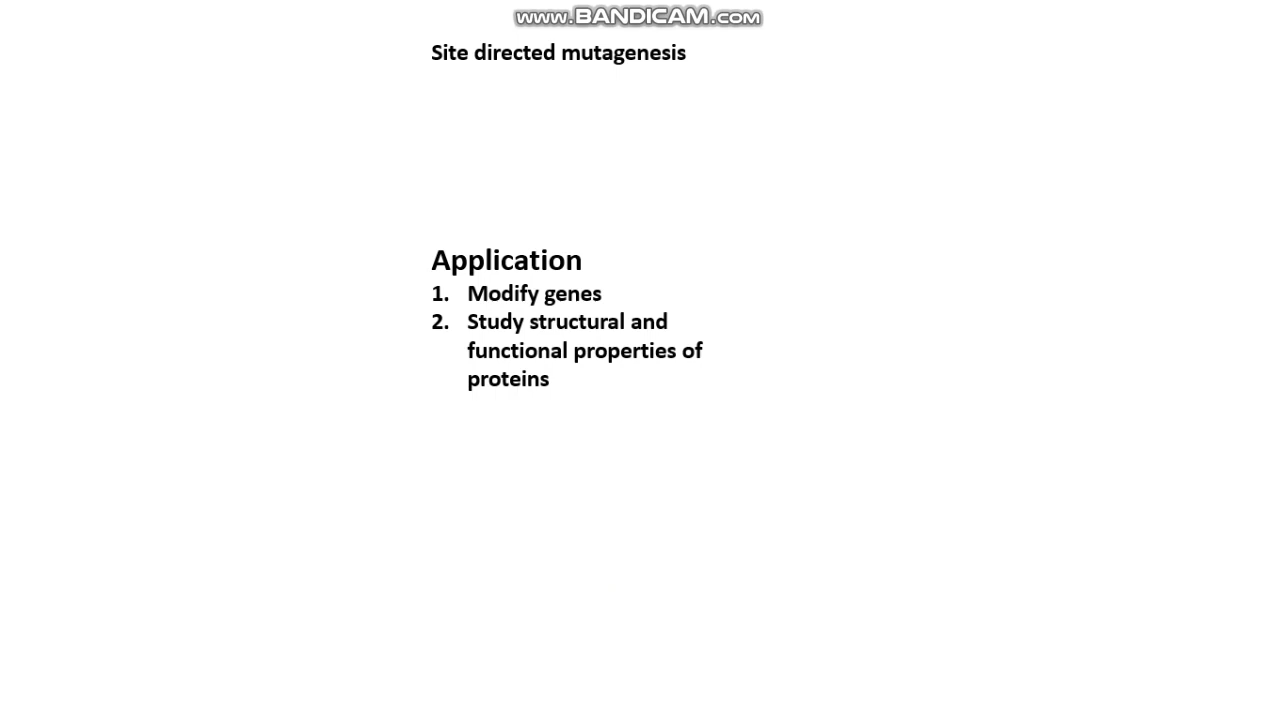 www.BANDICAM.com
Site directed mutagenesis
Application
1. Modify genes
2. Study structural and
functional properties of
proteins